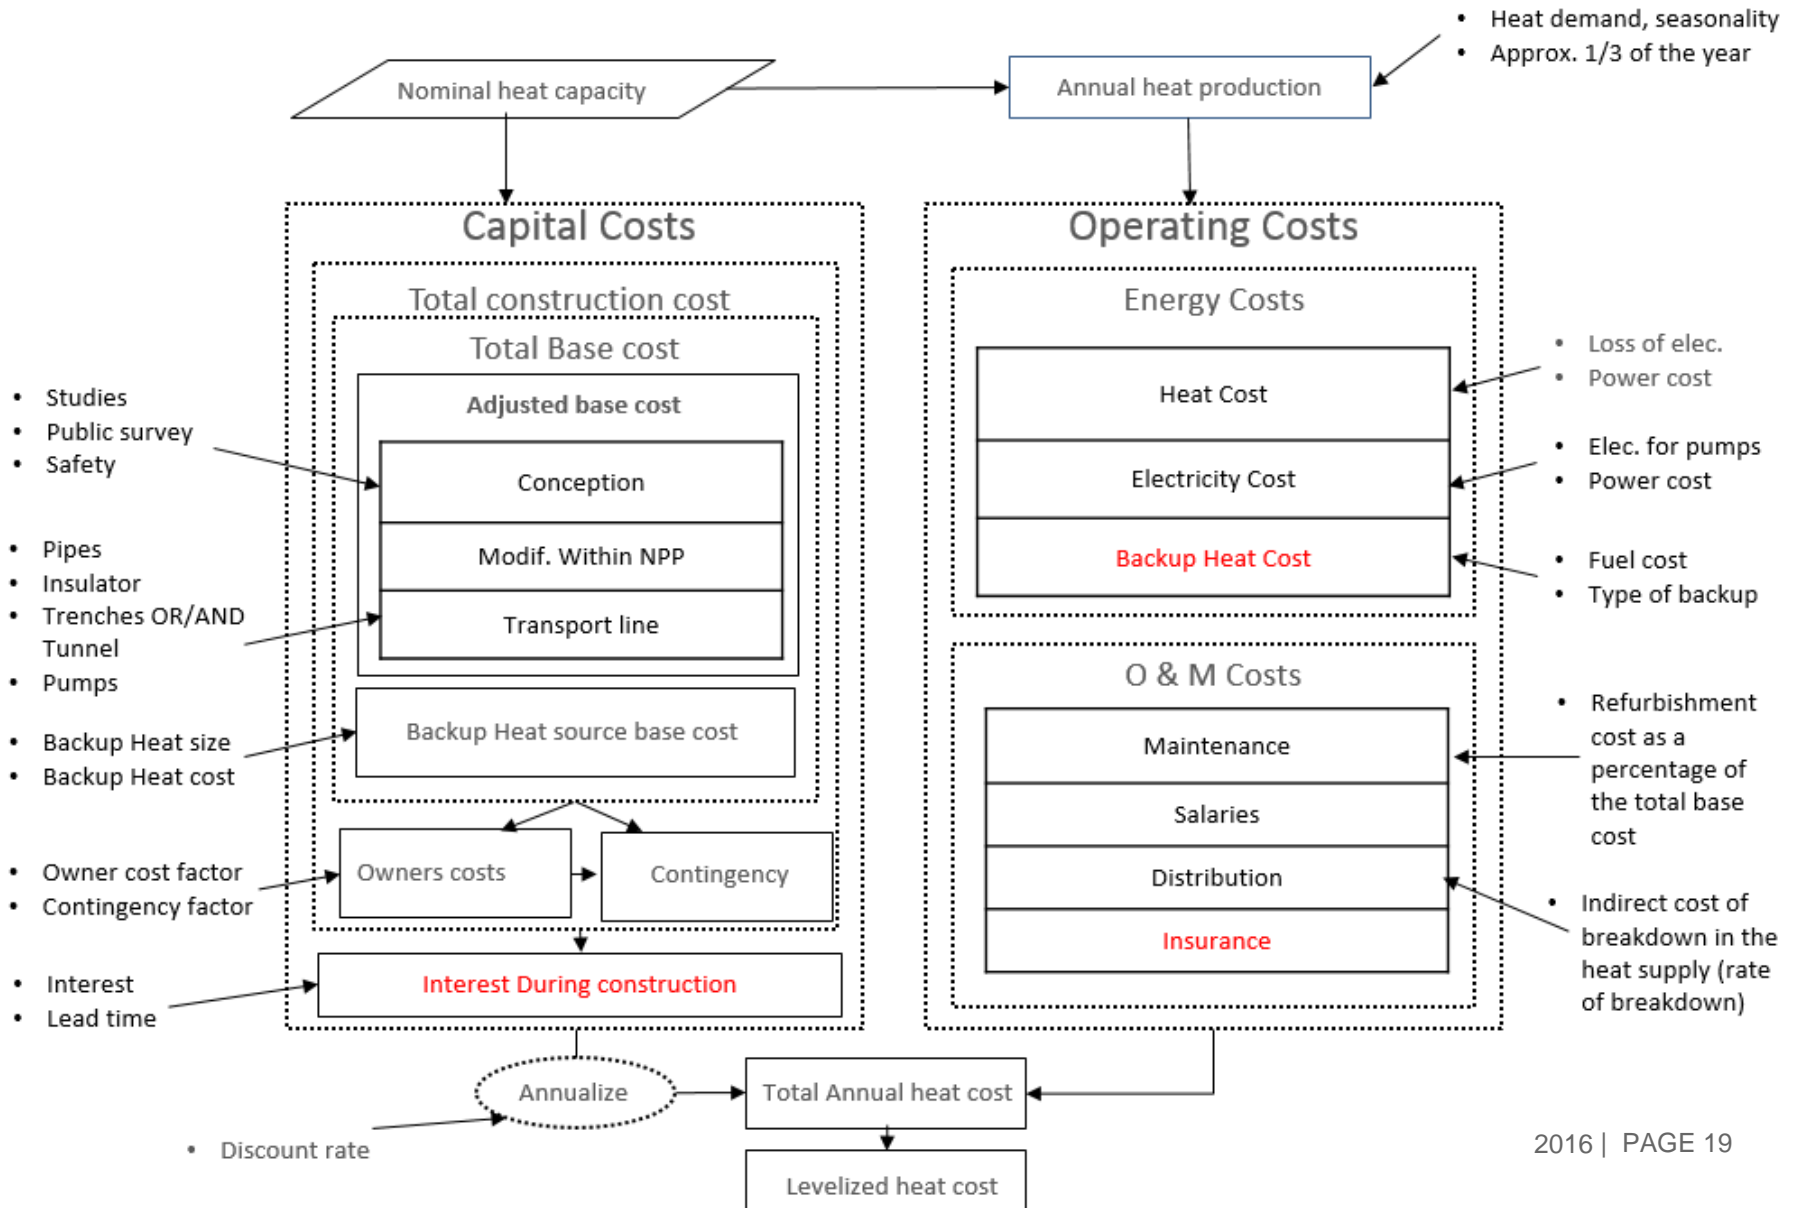 • Heat demand, seasonality
• Approx. 1/3 of the year
Nominal heat capacity
Annual heat production
Capital Costs
Total construction cost
Total Base cost
Adjusted base cost
Conception
Modif. Within NPP
Transport line
Backup Heat source base cost
Owners costs
Contingency
Interest During construction
• Studies
• Public survey
• Safety
• Pipes
• Insulator
• Trenches OR/AND
Tunnel
• Pumps
• Backup Heat size
• Backup Heat cost
• Owner cost factor
• Contingency factor
• Interest
• Lead time
Operating Costs
Energy Costs
Heat Cost
Electricity Cost
Backup Heat Cost
O & M Costs
Maintenance
Salaries
Distribution
Insurance
• Loss of elec.
• Power cost
• Elec. for pumps
• Power cost
• Fuel cost
• Type of backup
• Refurbishment
cost as a
percentage of
the total base
cost
• Indirect cost of
breakdown in the
heat supply (rate
of breakdown)
Annualize
Total Annual heat cost
• Discount rate
Levelized heat cost
2016 | PAGE 19